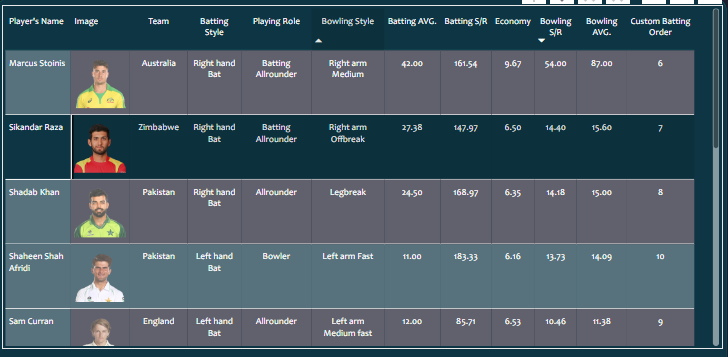 Player's Name Image Team Batting Style Playing Role Bowling Style Batting AVG. Batting S/R Economy Bowling S/R Bowling AVG. Custom Batting Order
Marcus Stoinis Australia Right hand Bat Batting Allrounder Right arm Medium 42.00 161.54 9.67 54.00 87.00 6
Sikandar Raza Zimbabwe Right hand Bat Batting Allrounder Right arm Offbreak 27.38 147.97 6.50 14.40 15.60 7
Shadab Khan Pakistan Right hand Bat Allrounder Legbreak 24.50 168.97 6.35 14.18 15.00 8
Shaheen Shah Afridi Pakistan Left hand Bat Bowler Left arm Fast 11.00 183.33 6.16 13.73 14.09 10
Sam Curran England Left hand Bat Allrounder Left arm Medium fast 12.00 85.71 6.53 10.46 11.38 9